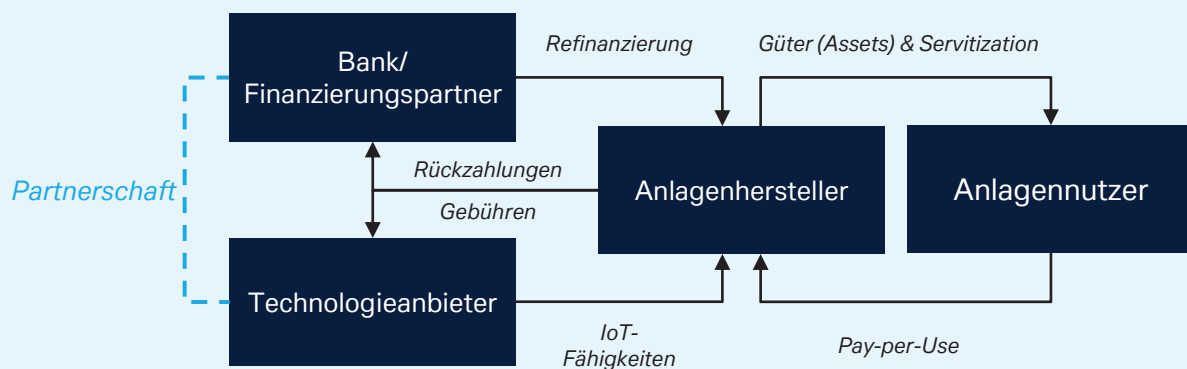 Bank/
Finanzierungspartner
Refinanzierung
Güter (Assets) & Servitization
Partnerschaft
Rückzahlungen
Gebühren
Anlagenhersteller
Anlagennutzer
Technologieanbieter
IoT-
Fähigkeiten
Pay-per-Use